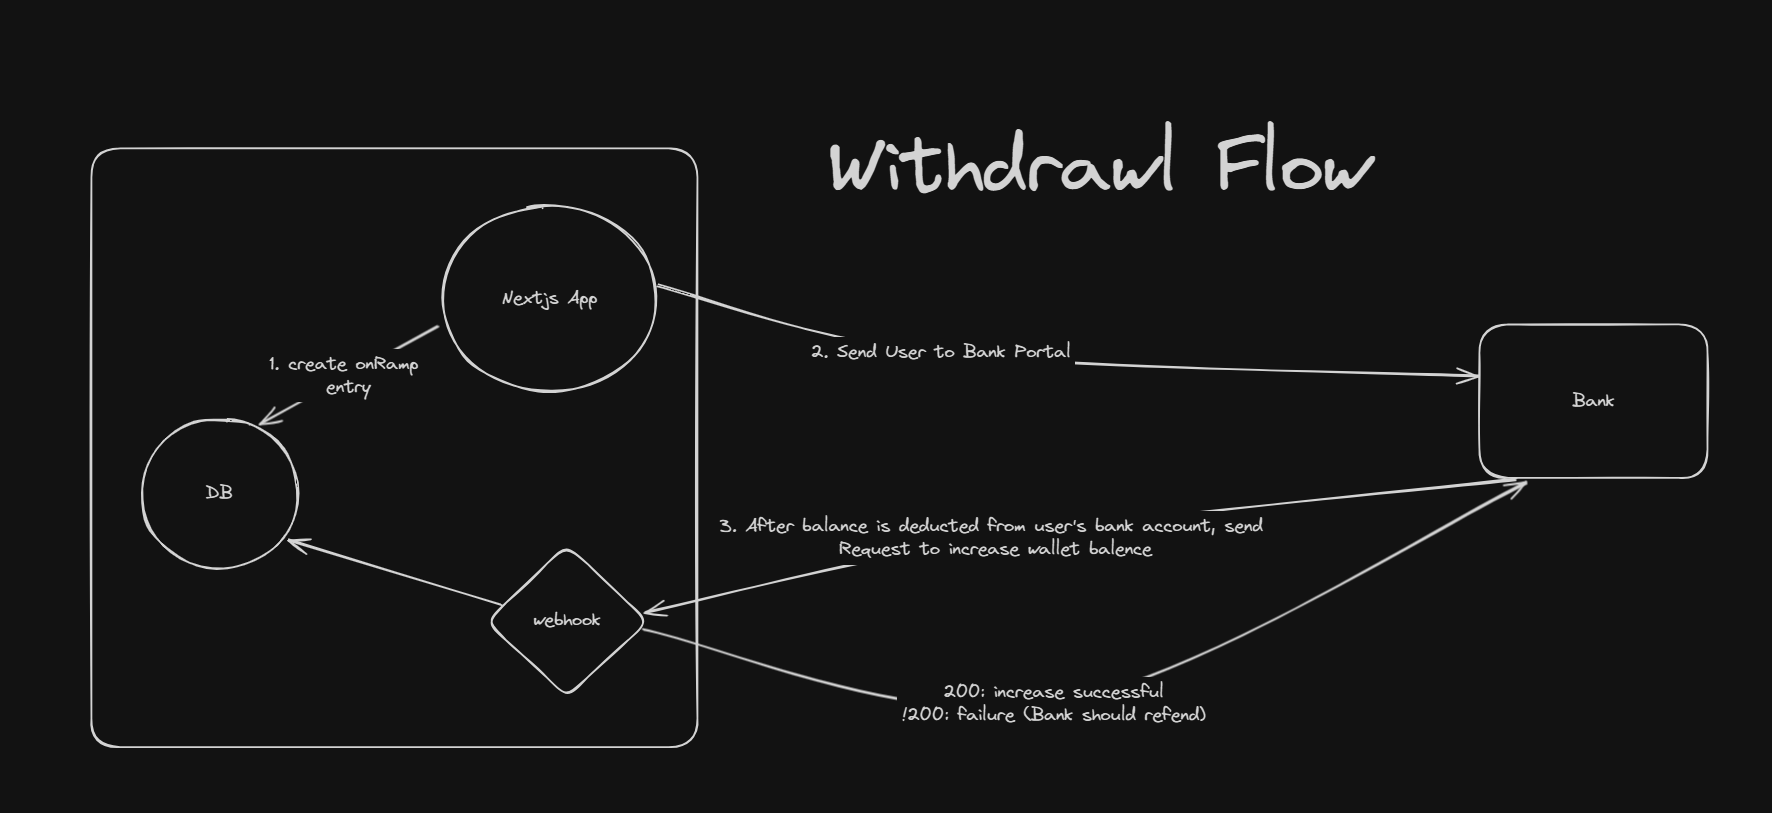 Withdrawl Flow
Nextjs App
1. create onRamp
entry
2. Send User to Bank Portal
Bank
DB
3. After balance is deducted from user's bank account, send
Request to increase wallet balence
webhook
200: increase successful
!200: failure (Bank should refend)